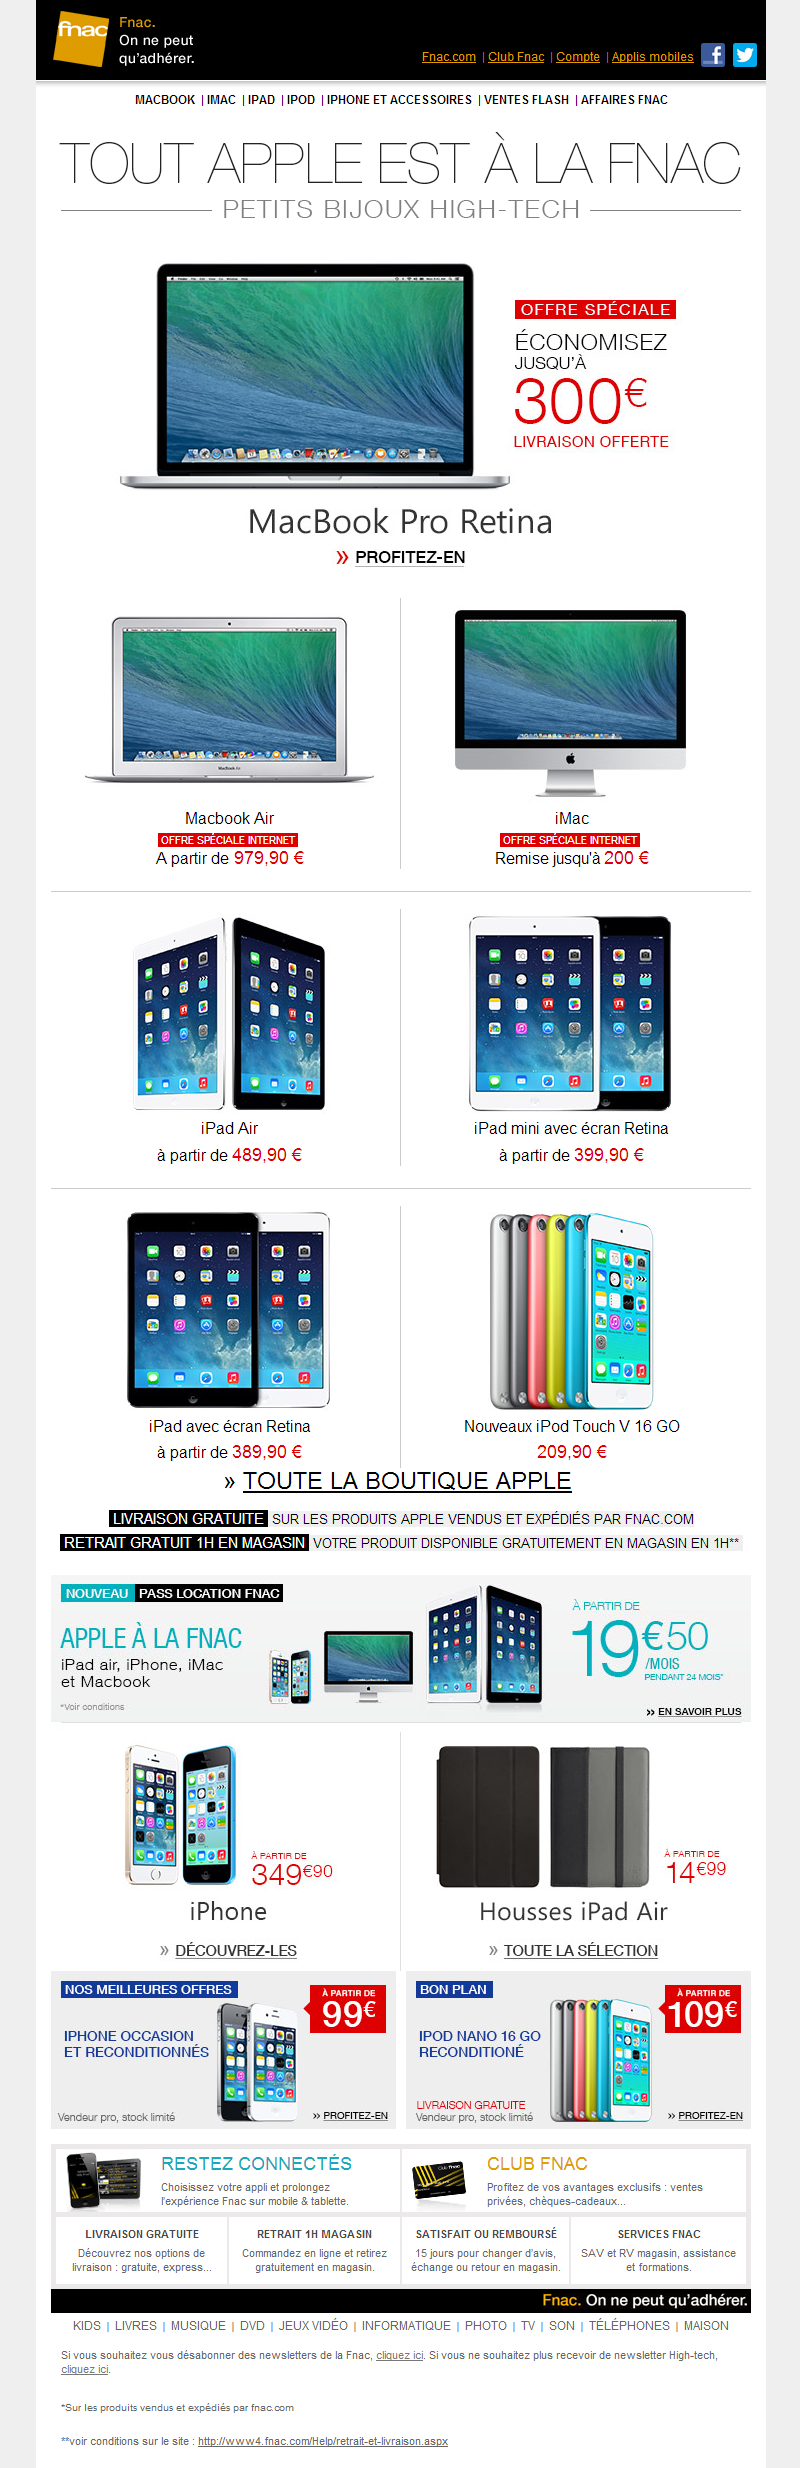 fnac
Fnac.
On ne peut
qu'adhérer.
Fnac.com | Club Fnac | Compte | Applis mobiles
MACBOOK | IMAC | IPAD | IPOD | IPHONE ET ACCESSOIRES | VENTES FLASH | AFFAIRES FNAC
TOUT APPLE EST À LA FNAC
PETITS BIJOUX HIGH-TECH
OFFRE SPÉCIALE
ÉCONOMISEZ
JUSQU'À
300€
LIVRAISON OFFERTE
MacBook Pro Retina
» PROFITEZ-EN
Macbook Air
OFFRE SPÉCIALE INTERNET
A partir de 979,90 €
iMac
OFFRE SPÉCIALE INTERNET
Remise jusqu'à 200 €
iPad Air
à partir de 489,90 €
iPad mini avec écran Retina
à partir de 399,90 €
iPad avec écran Retina
à partir de 389,90 €
Nouveaux iPod Touch V 16 GO
209,90 €
» TOUTE LA BOUTIQUE APPLE
LIVRAISON GRATUITE SUR LES PRODUITS APPLE VENDUS ET EXPÉDIÉS PAR FNAC.COM
RETRAIT GRATUIT 1H EN MAGASIN VOTRE PRODUIT DISPONIBLE GRATUITEMENT EN MAGASIN EN 1H**
NOUVEAU PASS LOCATION FNAC
APPLE À LA FNAC
iPad air, iPhone, iMac
et Macbook
*Voir conditions
À PARTIR DE
19€50
/MOIS
PENDANT 24 MOIS*
» EN SAVOIR PLUS
À PARTIR DE
349€90
iPhone
» DÉCOUVREZ-LES
À PARTIR DE
14€99
Housses iPad Air
» TOUTE LA SÉLECTION
NOS MEILLEURES OFFRES
À PARTIR DE
99€
IPHONE OCCASION
ET RECONDITIONNÉS
Vendeur pro, stock limité
» PROFITEZ-EN
BON PLAN
À PARTIR DE
109€
IPOD NANO 16 GO
RECONDITIONÉ
LIVRAISON GRATUITE
Vendeur pro, stock limité
» PROFITEZ-EN
RESTEZ CONNECTÉS
Choisissez votre appli et prolongez
l'expérience Fnac sur mobile & tablette.
CLUB FNAC
Profitez de vos avantages exclusifs : ventes
privées, chèques-cadeaux...
LIVRAISON GRATUITE
Découvrez nos options de
livraison : gratuite, express...
RETRAIT 1H MAGASIN
Commandez en ligne et retirez
gratuitement en magasin.
SATISFAIT OU REMBOURSÉ
15 jours pour changer d'avis,
échange ou retour en magasin.
SERVICES FNAC
SAV et RV magasin, assistance
et formations.
Fnac. On ne peut qu'adhérer.
KIDS | LIVRES | MUSIQUE | DVD | JEUX VIDÉO | INFORMATIQUE | PHOTO | TV | SON | TÉLÉPHONES | MAISON
Si vous souhaitez vous désabonner des newsletters de la Fnac, cliquez ici. Si vous ne souhaitez plus recevoir de newsletter High-tech,
cliquez ici.
*Sur les produits vendus et expédiés par fnac.com
**voir conditions sur le site : http://www4.fnac.com/Help/retrait-et-livraison.aspx